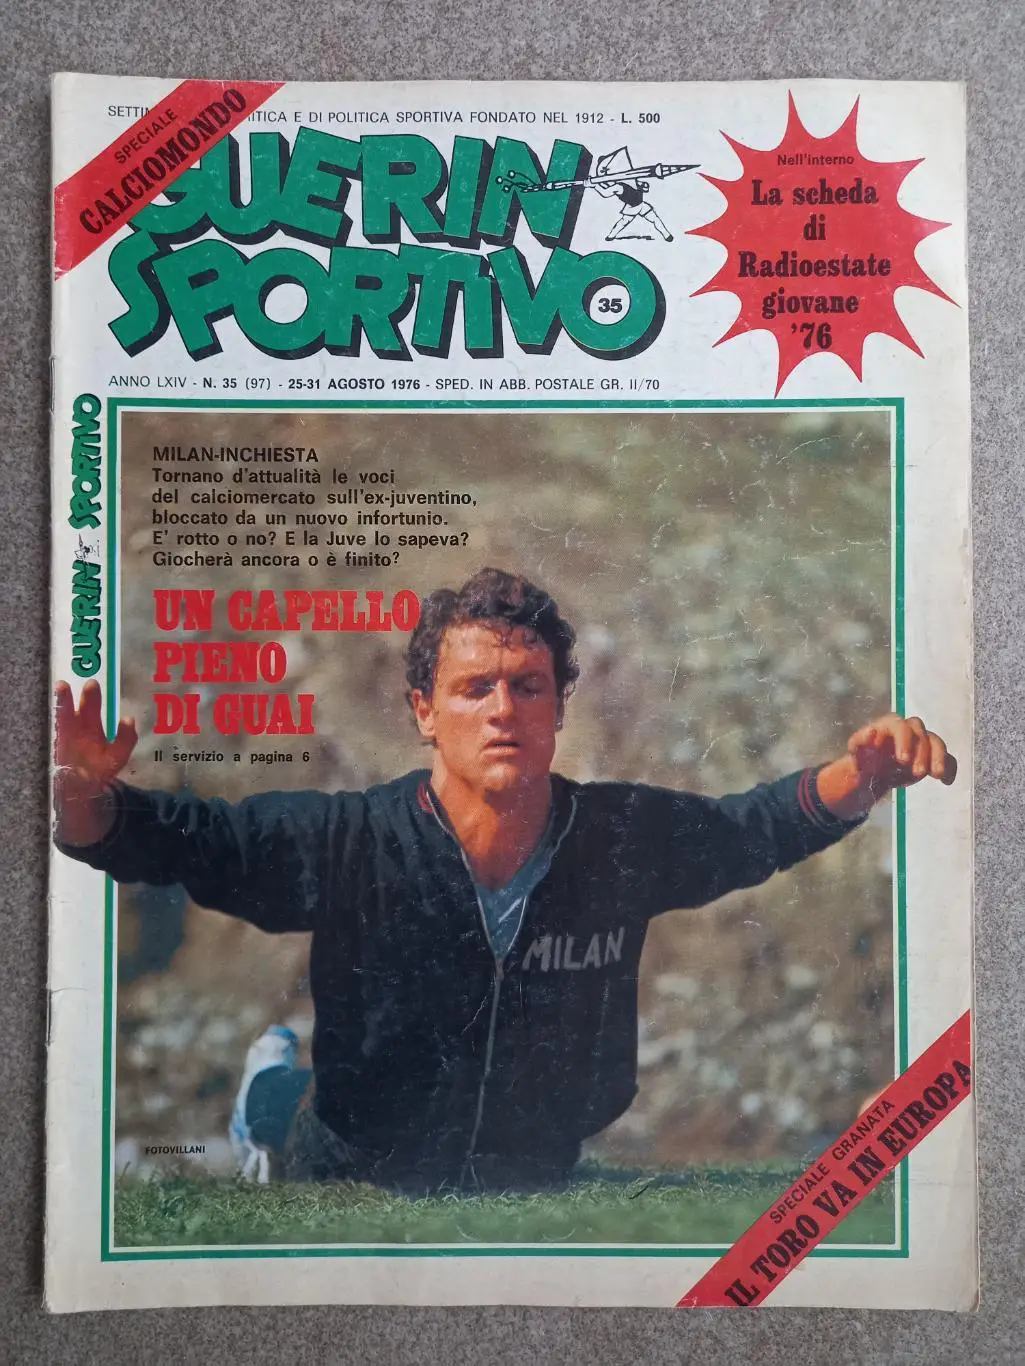 SETTIM ITICA E DI POLITICA SPORTIVA FONDATO NEL 1912 - L. 500
SPECIALE
CALCIOMONDO
GUERIN
SPORTIVO
35
Nell'interno
La scheda
di
Radioestate
giovane
'76
ANNO LXIV - N. 35 (97) - 25-31 AGOSTO 1976 - SPED. IN ABB. POSTALE GR. II/70
GUERIN SPORTIVO
MILAN-INCHIESTA
Tornano d'attualità le voci
del calciomercato sull'ex-juventino,
bloccato da un nuovo infortunio.
E' rotto o no? E la Juve lo sapeva?
Giocherà ancora o è finito?
UN CAPELLO
PIENO
DI GUAI
Il servizio a pagina 6
MILAN
FOTOVILLANI
SPECIALE GRANATA
IL TORO VA IN EUROPA